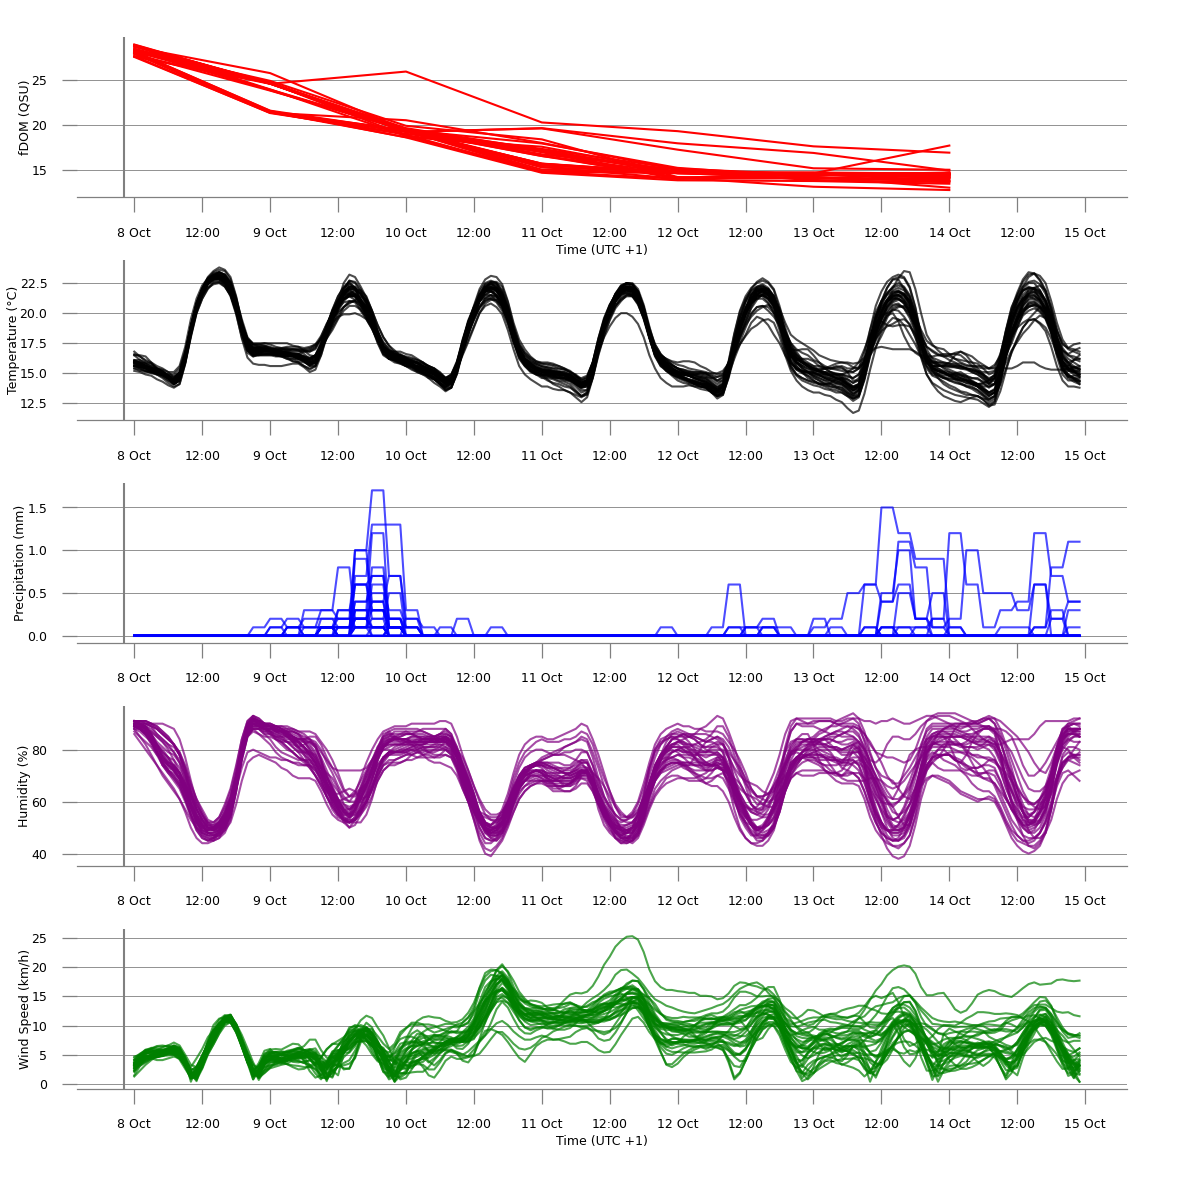 fDOM (QSU)
25
20
15
8 Oct 12:00 9 Oct 12:00 10 Oct 12:00 11 Oct 12:00 12 Oct 12:00 13 Oct 12:00 14 Oct 12:00 15 Oct
Time (UTC +1)
Temperature (°C)
22.5
20.0
17.5
15.0
12.5
8 Oct 12:00 9 Oct 12:00 10 Oct 12:00 11 Oct 12:00 12 Oct 12:00 13 Oct 12:00 14 Oct 12:00 15 Oct
Precipitation (mm)
1.5
1.0
0.5
0.0
8 Oct 12:00 9 Oct 12:00 10 Oct 12:00 11 Oct 12:00 12 Oct 12:00 13 Oct 12:00 14 Oct 12:00 15 Oct
Humidity (%)
80
60
40
8 Oct 12:00 9 Oct 12:00 10 Oct 12:00 11 Oct 12:00 12 Oct 12:00 13 Oct 12:00 14 Oct 12:00 15 Oct
Wind Speed (km/h)
25
20
15
10
5
0
8 Oct 12:00 9 Oct 12:00 10 Oct 12:00 11 Oct 12:00 12 Oct 12:00 13 Oct 12:00 14 Oct 12:00 15 Oct
Time (UTC +1)